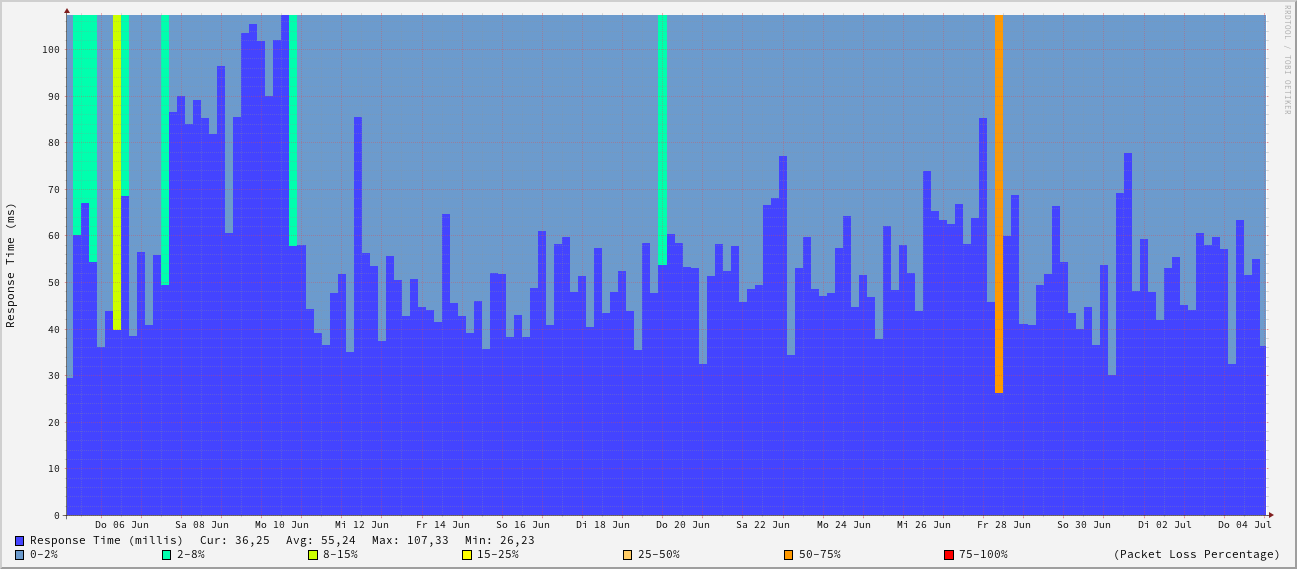 RRDTOOL / TOBI OETIKER
Response Time (ms)
100
90
80
70
60
50
40
30
20
10
0
Do 06 Jun Sa 08 Jun Mo 10 Jun Mi 12 Jun Fr 14 Jun So 16 Jun Di 18 Jun Do 20 Jun Sa 22 Jun Mo 24 Jun Mi 26 Jun Fr 28 Jun So 30 Jun Di 02 Jul Do 04 Jul
Response Time (millis) Cur: 36,25 Avg: 55,24 Max: 107,33 Min: 26,23
0-2% 2-8% 8-15% 15-25% 25-50% 50-75% 75-100% (Packet Loss Percentage)